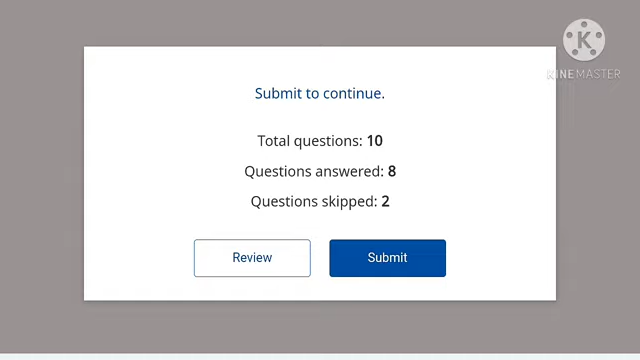 K
KINEMASTER
Submit to continue.
Total questions: 10
Questions answered: 8
Questions skipped: 2
Review
Submit